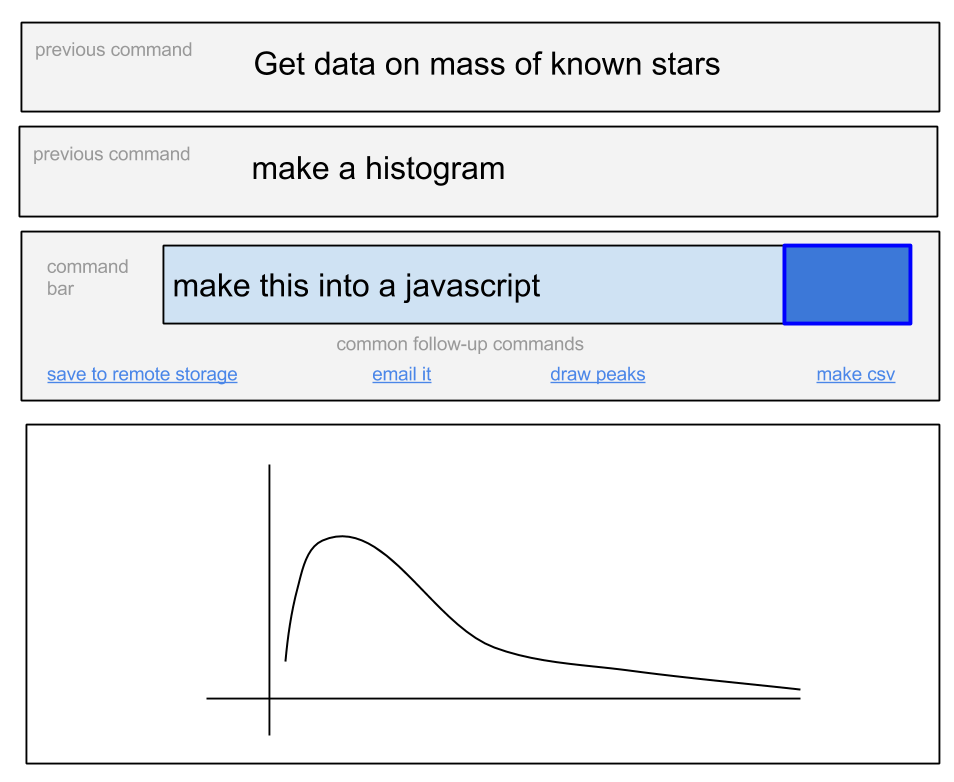 previous command
Get data on mass of known stars
previous command
make a histogram
command
bar
make this into a javascript
common follow-up commands
save to remote storage
email it
draw peaks
make csv